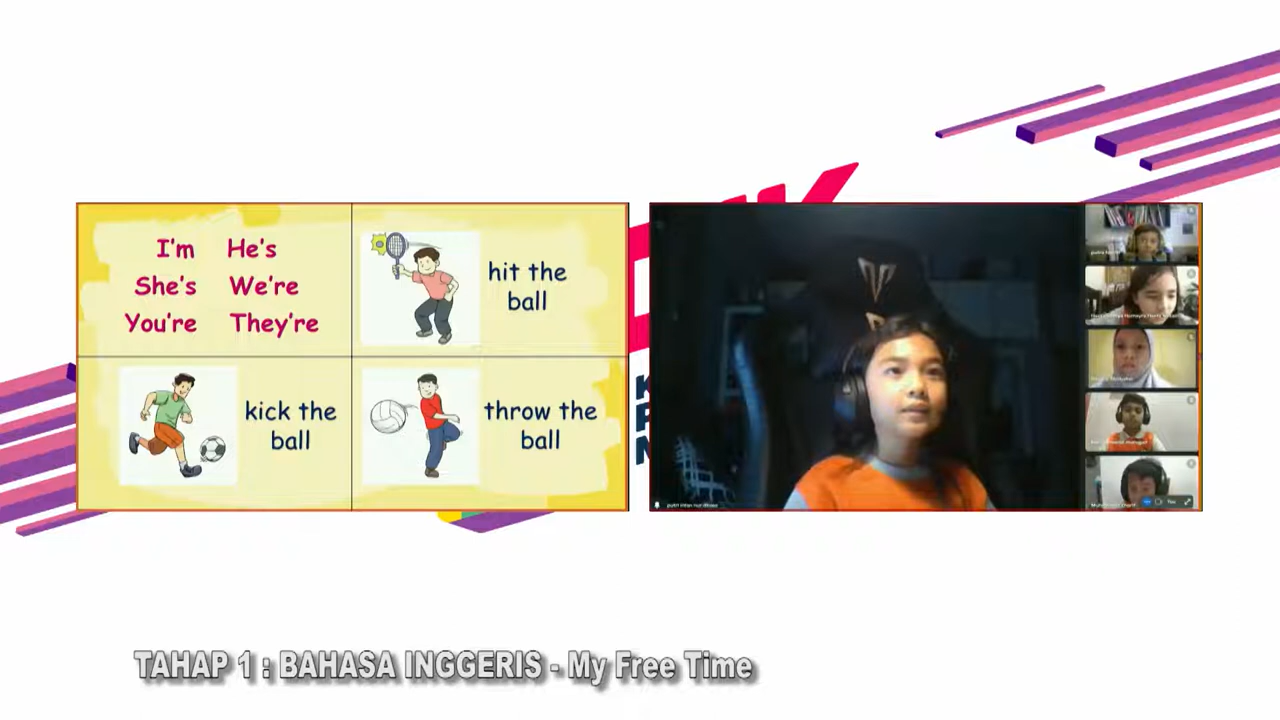 I'm He's
She's We're
You're They're
hit the
ball
kick the
ball
throw the
ball
TAHAP 1 : BAHASA INGGERIS - My Free Time